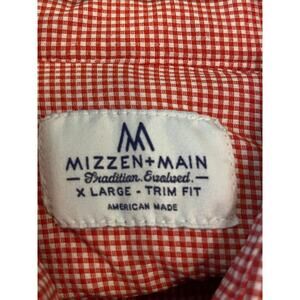 MIZZEN+MAIN
Tradition. Evolved.
X LARGE - TRIM FIT
AMERICAN MADE